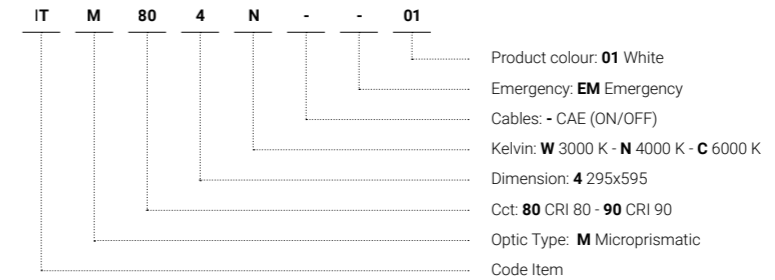 IT M 80 4 N - - 01
Product colour: 01 White
Emergency: EM Emergency
Cables: - CAE (ON/OFF)
Kelvin: W 3000 K - N 4000 K - C 6000 K
Dimension: 4 295x595
Cct: 80 CRI 80 - 90 CRI 90
Optic Type: M Microprismatic
Code Item